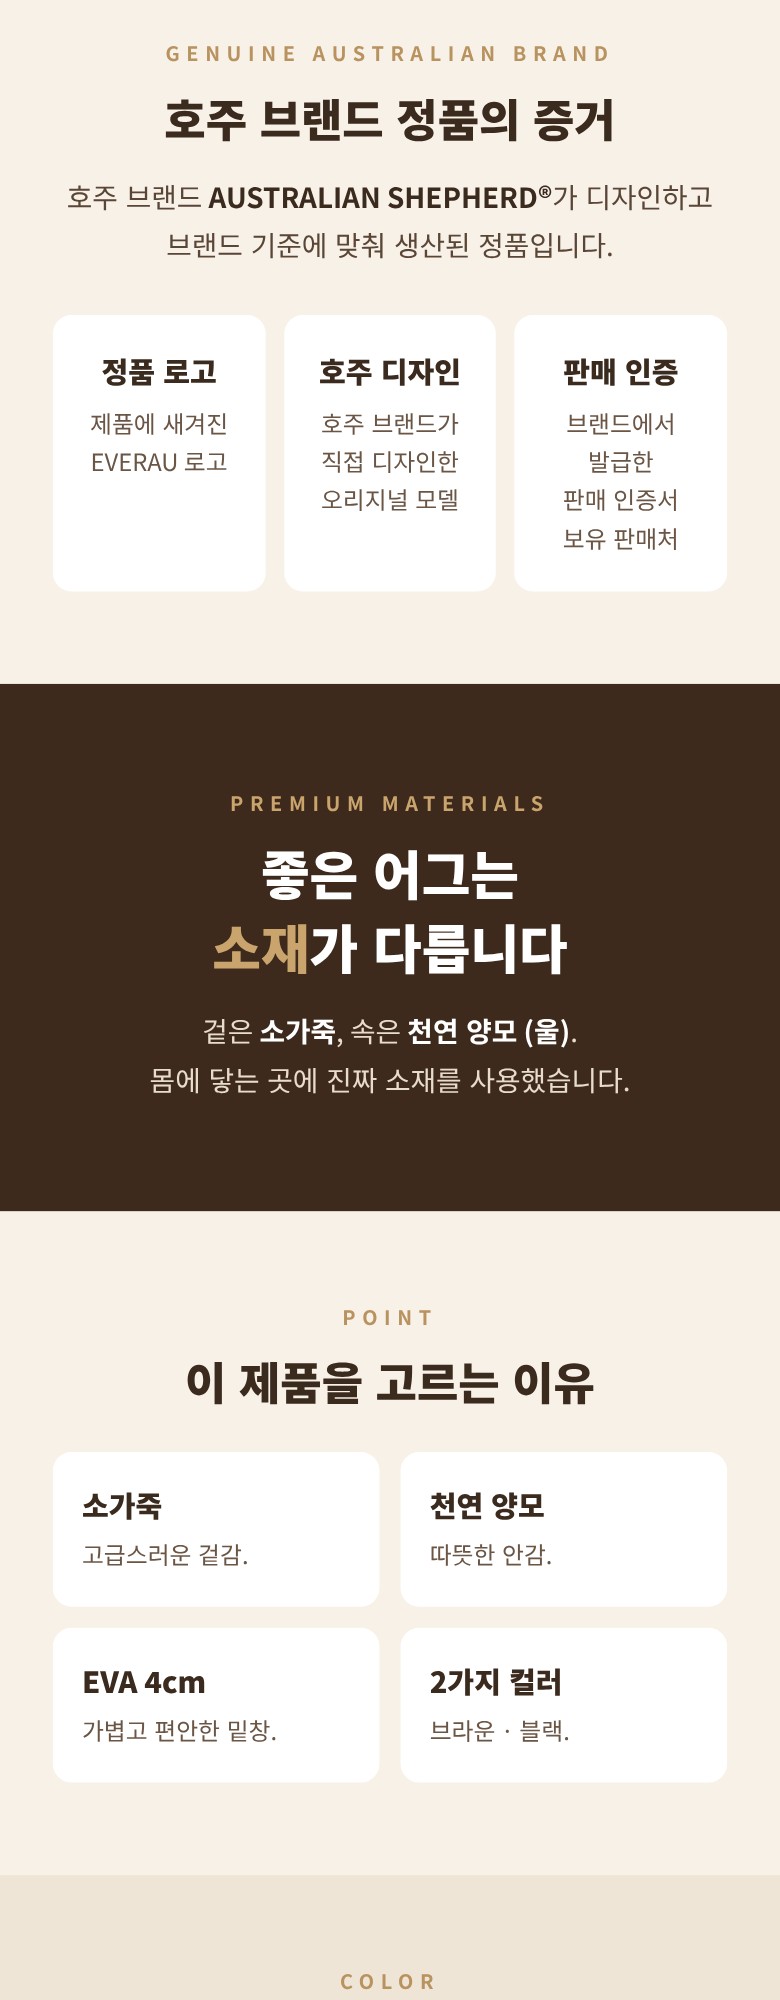 GENUINE AUSTRALIAN BRAND
호주 브랜드 정품의 증거
호주 브랜드 AUSTRALIAN SHEPHERD®가 디자인하고
브랜드 기준에 맞춰 생산된 정품입니다.
정품 로고
제품에 새겨진
EVERAU 로고
호주 디자인
호주 브랜드가
직접 디자인한
오리지널 모델
판매 인증
브랜드에서
발급한
판매 인증서
보유 판매처
PREMIUM MATERIALS
좋은 어그는
소재가 다릅니다
겉은 소가죽, 속은 천연 양모 (울).
몸에 닿는 곳에 진짜 소재를 사용했습니다.
POINT
이 제품을 고르는 이유
소가죽
고급스러운 겉감.
천연 양모
따뜻한 안감.
EVA 4cm
가볍고 편안한 밑창.
2가지 컬러
브라운 · 블랙.
COLOR